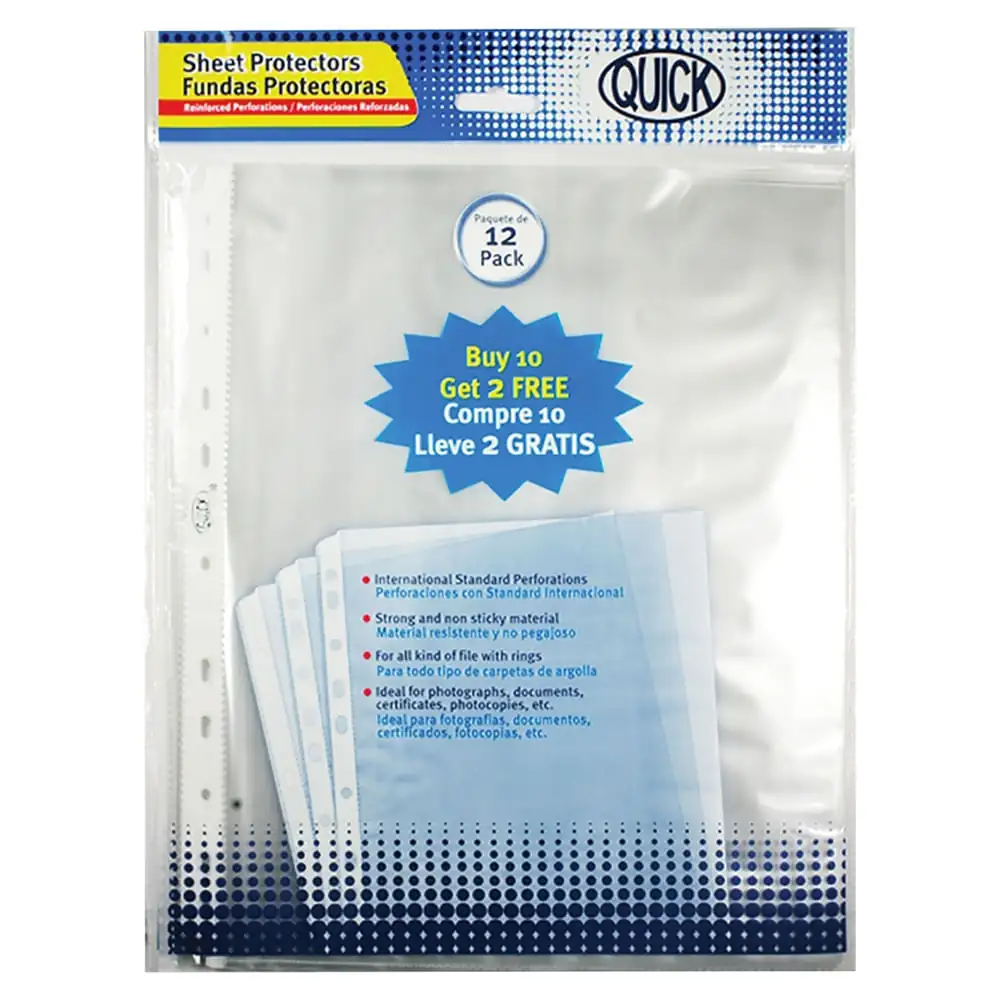 Sheet Protectors
Fundas Protectoras
Reinforced Perforations / Perforaciones Reforzadas
QUICK
Paquete de
12
Pack
Buy 10
Get 2 FREE
Compre 10
Lleve 2 GRATIS
QUICK
• International Standard Perforations
Perforaciones con Standard Internacional
• Strong and non sticky material
Material resistente y no pegajoso
• For all kind of file with rings
Para todo tipo de carpetas de argolla
• Ideal for photographs, documents,
certificates, photocopies, etc.
Ideal para fotografias, documentos,
certificados, fotocopias, etc.